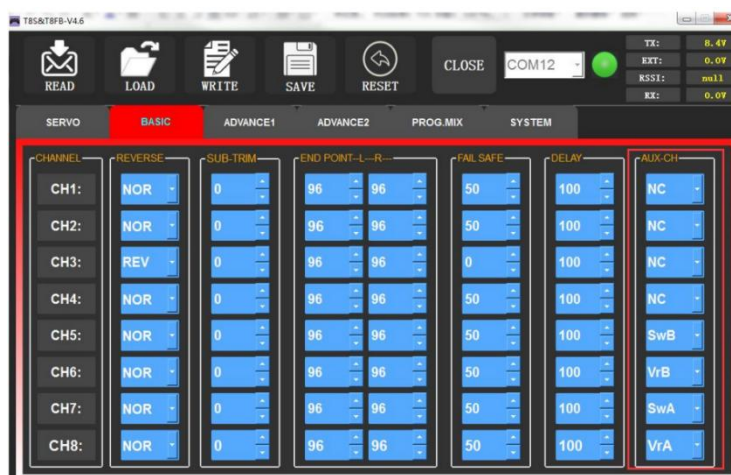 T8S&T8FB-V4.6
READ LOAD WRITE SAVE RESET CLOSE COM12
TX: 8.4V
EXT: 0.0V
RSSI: null
RX: 0.0V
SERVO BASIC ADVANCE1 ADVANCE2 PROG.MIX SYSTEM
CHANNEL REVERSE SUB-TRIM END POINT--L---R--- FAIL SAFE DELAY AUX-CH
CH1: NOR 0 96 96 50 100 NC
CH2: NOR 0 96 96 50 100 NC
CH3: REV 0 96 96 0 100 NC
CH4: NOR 0 96 96 50 100 NC
CH5: NOR 0 96 96 50 100 SwB
CH6: NOR 0 96 96 50 100 VrB
CH7: NOR 0 96 96 50 100 SwA
CH8: NOR 0 96 96 50 100 VrA